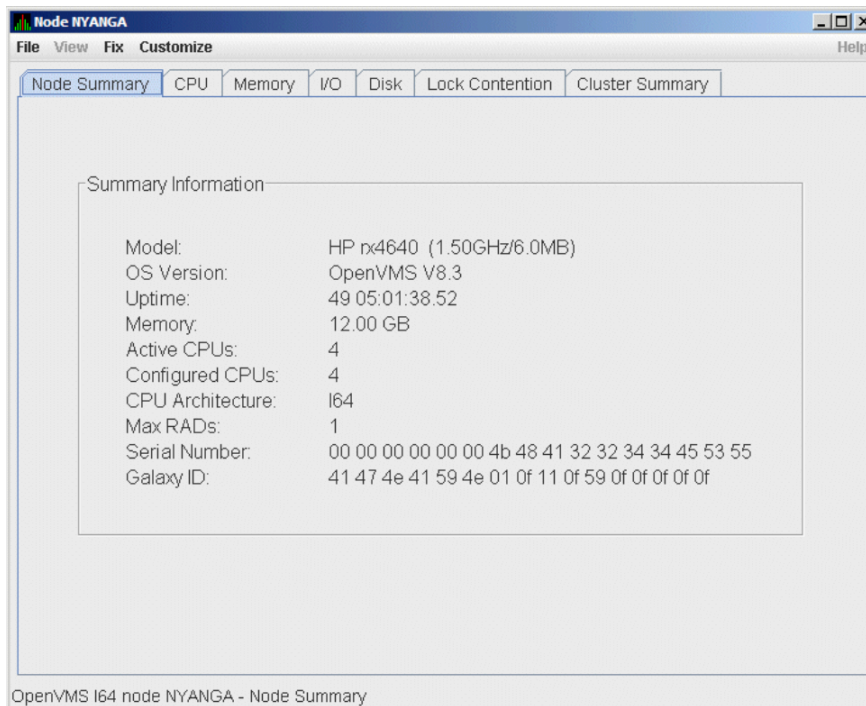 Node NYANGA
File View Fix Customize Help
Node Summary CPU Memory I/O Disk Lock Contention Cluster Summary
Summary Information
Model: HP rx4640 (1.50GHz/6.0MB)
OS Version: OpenVMS V8.3
Uptime: 49 05:01:38.52
Memory: 12.00 GB
Active CPUs: 4
Configured CPUs: 4
CPU Architecture: I64
Max RADs: 1
Serial Number: 00 00 00 00 00 00 4b 48 41 32 32 34 34 45 53 55
Galaxy ID: 41 47 4e 41 59 4e 01 0f 11 0f 59 0f 0f 0f 0f 0f
OpenVMS I64 node NYANGA - Node Summary